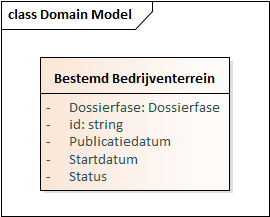 class Domain Model
Bestemd Bedrijventerrein
- Dossierfase: Dossierfase
- id: string
- Publicatiedatum
- Startdatum
- Status